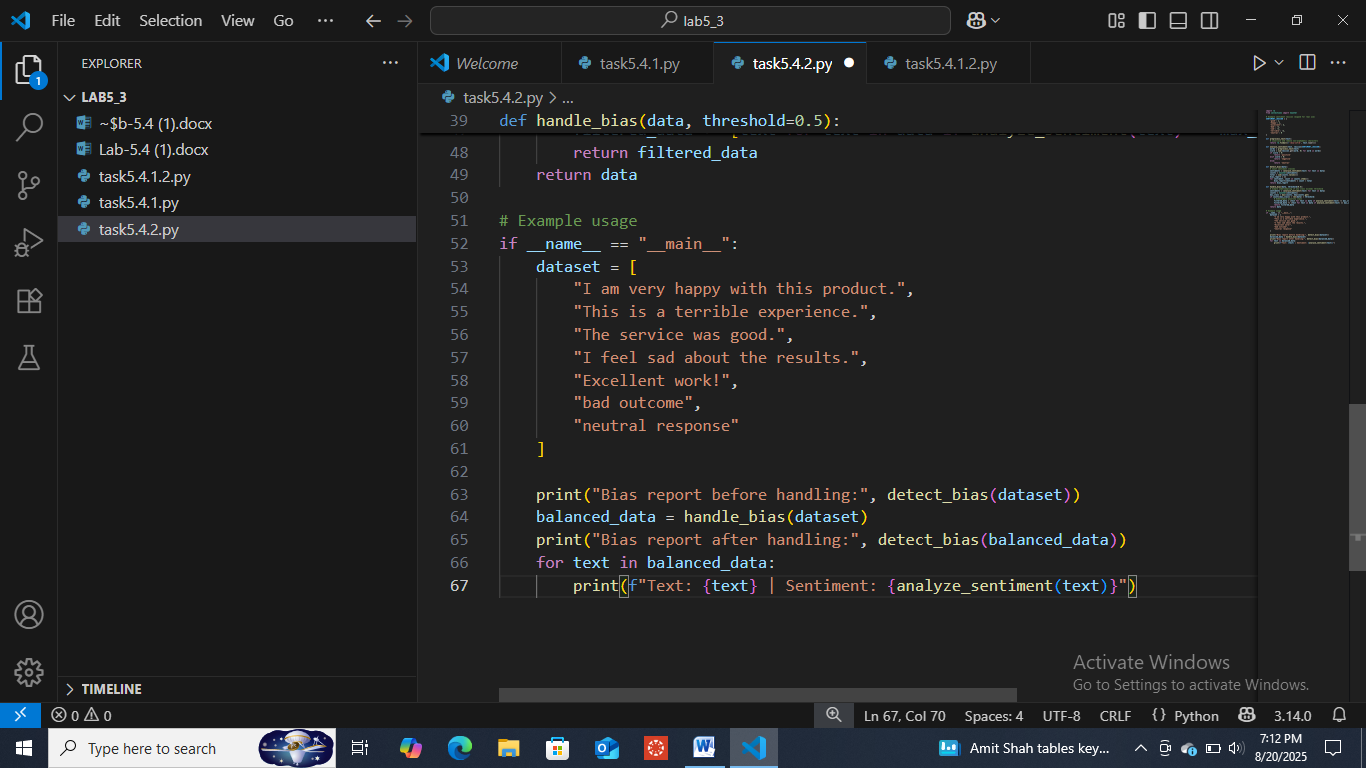 File Edit Selection View Go ··· lab5_3
EXPLORER ···
LAB5_3
~$b-5.4 (1).docx
Lab-5.4 (1).docx
task5.4.1.2.py
task5.4.1.py
task5.4.2.py
TIMELINE
Welcome task5.4.1.py task5.4.2.py task5.4.1.2.py
task5.4.2.py > ...
39 def handle_bias(data, threshold=0.5):
48 return filtered_data
49 return data
50
51 # Example usage
52 if __name__ == "__main__":
53 dataset = [
54 "I am very happy with this product.",
55 "This is a terrible experience.",
56 "The service was good.",
57 "I feel sad about the results.",
58 "Excellent work!",
59 "bad outcome",
60 "neutral response"
61 ]
62
63 print("Bias report before handling:", detect_bias(dataset))
64 balanced_data = handle_bias(dataset)
65 print("Bias report after handling:", detect_bias(balanced_data))
66 for text in balanced_data:
67 print(f"Text: {text} | Sentiment: {analyze_sentiment(text)}")
Activate Windows
Go to Settings to activate Windows.
1
0 0 Ln 67, Col 70 Spaces: 4 UTF-8 CRLF {} Python 3.14.0
Type here to search Amit Shah tables key... 7:12 PM
8/20/2025